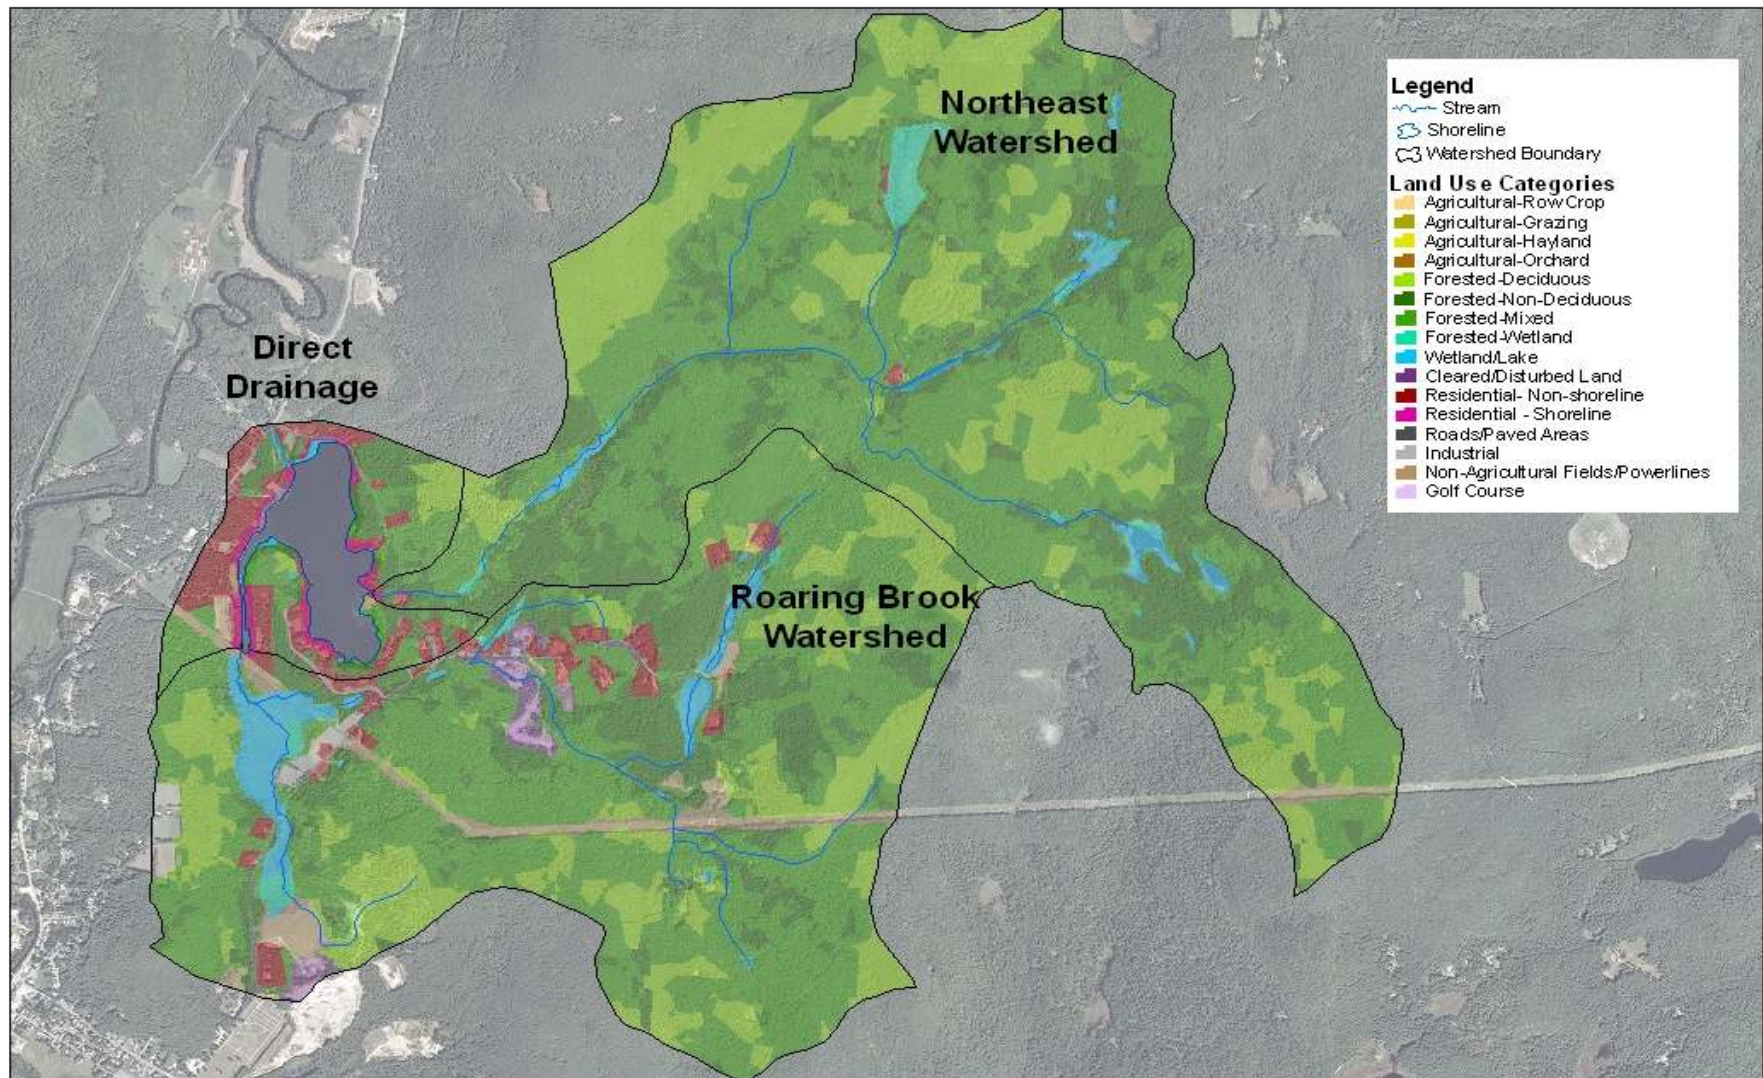 Northeast
Watershed
Direct
Drainage
Roaring Brook
Watershed
Legend
Stream
Shoreline
Watershed Boundary
Land Use Categories
Agricultural-Row Crop
Agricultural-Grazing
Agricultural-Hayland
Agricultural-Orchard
Forested-Deciduous
Forested-Non-Deciduous
Forested-Mixed
Forested-Wetland
Wetland/Lake
Cleared/Disturbed Land
Residential- Non-shoreline
Residential - Shoreline
Roads/Paved Areas
Industrial
Non-Agricultural Fields/Powerlines
Golf Course